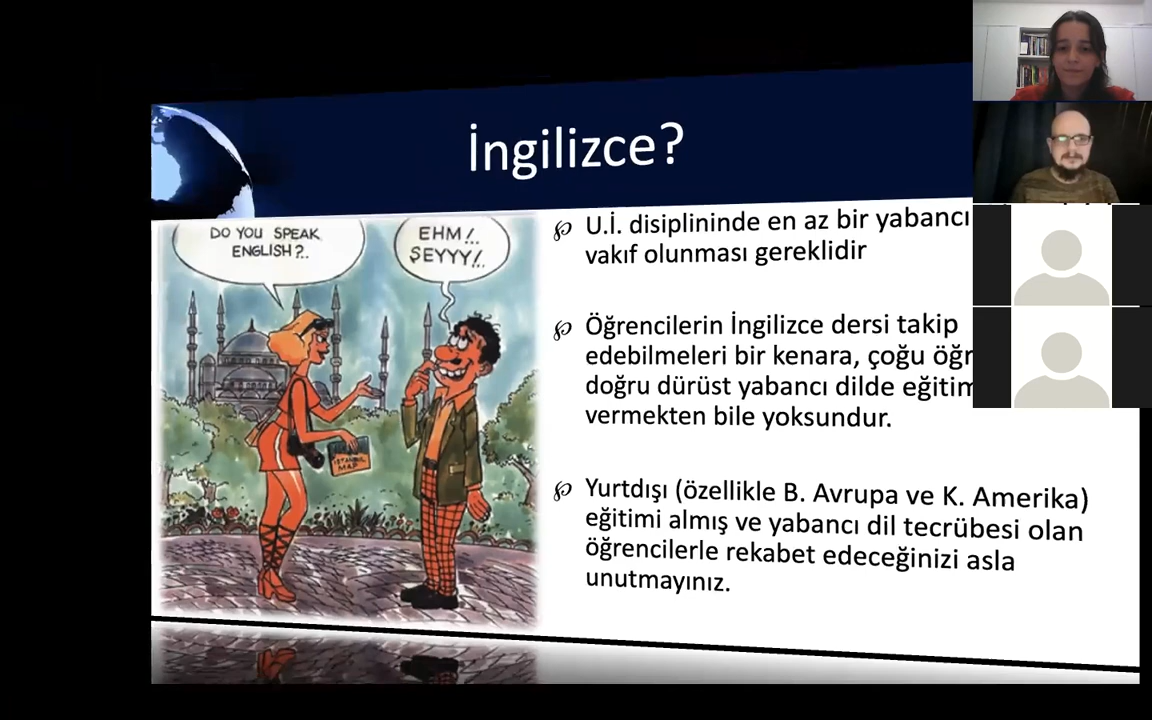 İngilizce?
DO YOU SPEAK
ENGLISH?..
EHM!..
ŞEYYY!..
ISTANBUL
MAP
U.İ. disiplininde en az bir yabancı
vakıf olunması gereklidir
Öğrencilerin İngilizce dersi takip
edebilmeleri bir kenara, çoğu öğr
doğru dürüst yabancı dilde eğitim
vermekten bile yoksundur.
Yurtdışı (özellikle B. Avrupa ve K. Amerika)
eğitimi almış ve yabancı dil tecrübesi olan
öğrencilerle rekabet edeceğinizi asla
unutmayınız.